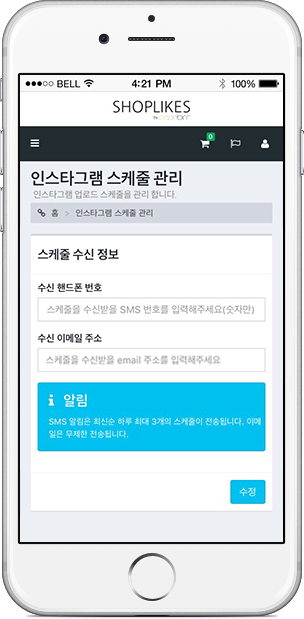 ●●●○○ BELL 4:21 PM 100%
SHOPLIKES
by
0
인스타그램 스케줄 관리
인스타그램 업로드 스케줄을 관리 합니다.
홈 > 인스타그램 스케줄 관리
스케줄 수신 정보
수신 핸드폰 번호
스케줄을 수신받을 SMS 번호를 입력해주세요(숫자만)
수신 이메일 주소
스케줄을 수신받을 email 주소를 입력해주세요
알림
SMS 알림은 최신순 하루 최대 3개의 스케줄이 전송됩니다. 이메
일은 무제한 전송됩니다.
수정